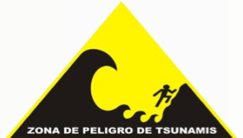 ZONA DE PELIGRO DE TSUNAMIS